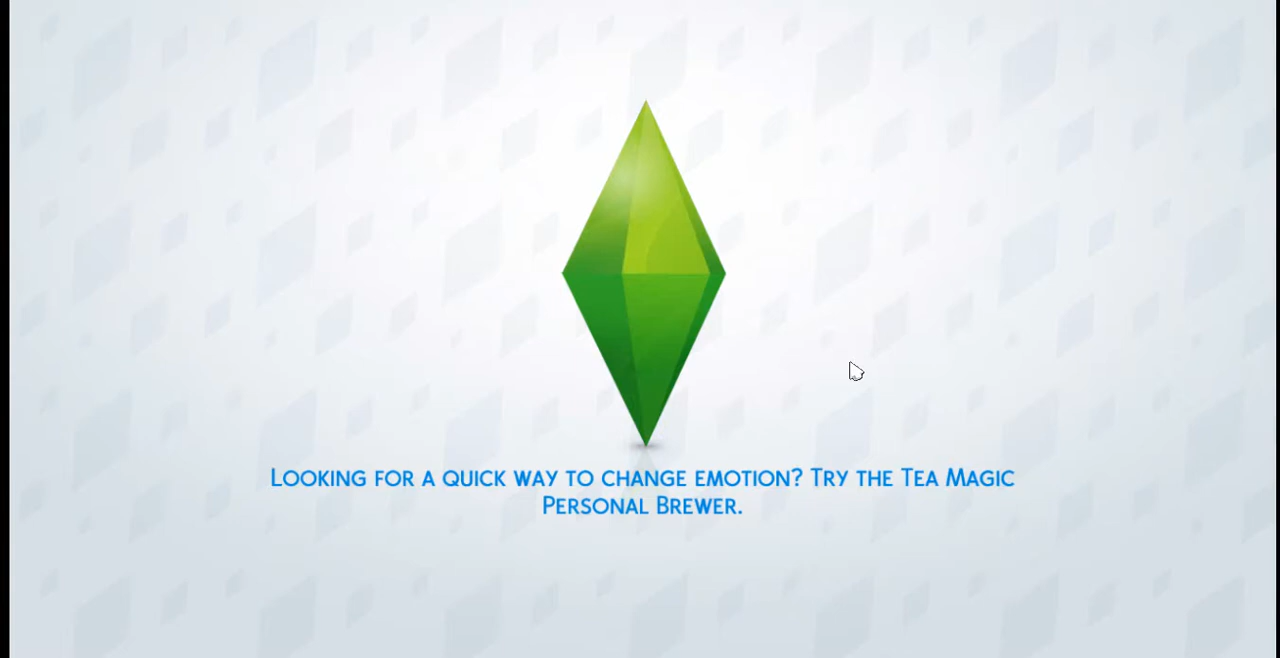 Looking for a quick way to change emotion? Try the Tea Magic
Personal Brewer.